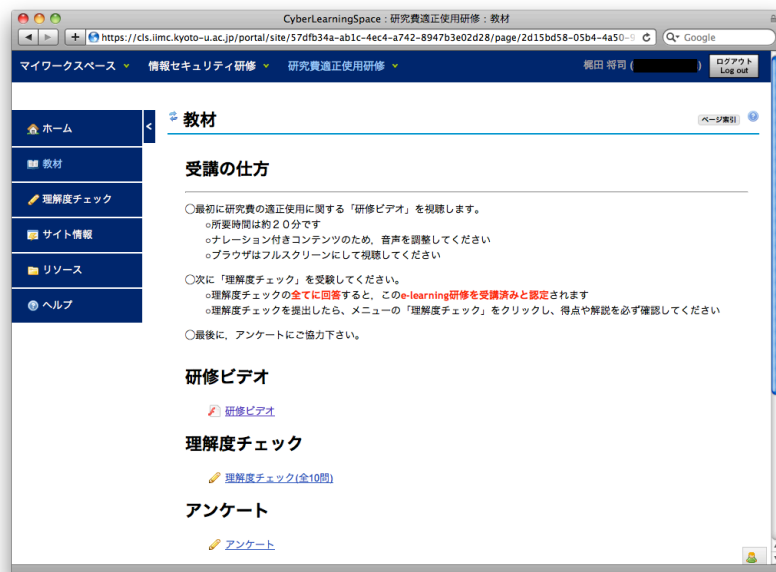 CyberLearningSpace : 研究費適正使用研修 : 教材
https://cls.iimc.kyoto-u.ac.jp/portal/site/57dfb34a-ab1c-4ec4-a742-8947b3e02d28/page/2d15bd58-05b4-4a50-9
Google
マイワークスペース
情報セキュリティ研修
研究費適正使用研修
梶田 将司 ( )
ログアウト
Log out
ホーム
教材
理解度チェック
サイト情報
リソース
ヘルプ
<
教材
ページ索引
受講の仕方
◯最初に研究費の適正使用に関する「研修ビデオ」を視聴します。
○所要時間は約２０分です
○ナレーション付きコンテンツのため，音声を調整してください
○ブラウザはフルスクリーンにして視聴してください
◯次に「理解度チェック」を受験してください。
○理解度チェックの全てに回答すると，このe-learning研修を受講済みと認定されます
○理解度チェックを提出したら、メニューの「理解度チェック」をクリックし、得点や解説を必ず確認してください
◯最後に，アンケートにご協力下さい。
研修ビデオ
研修ビデオ
理解度チェック
理解度チェック(全10問)
アンケート
アンケート